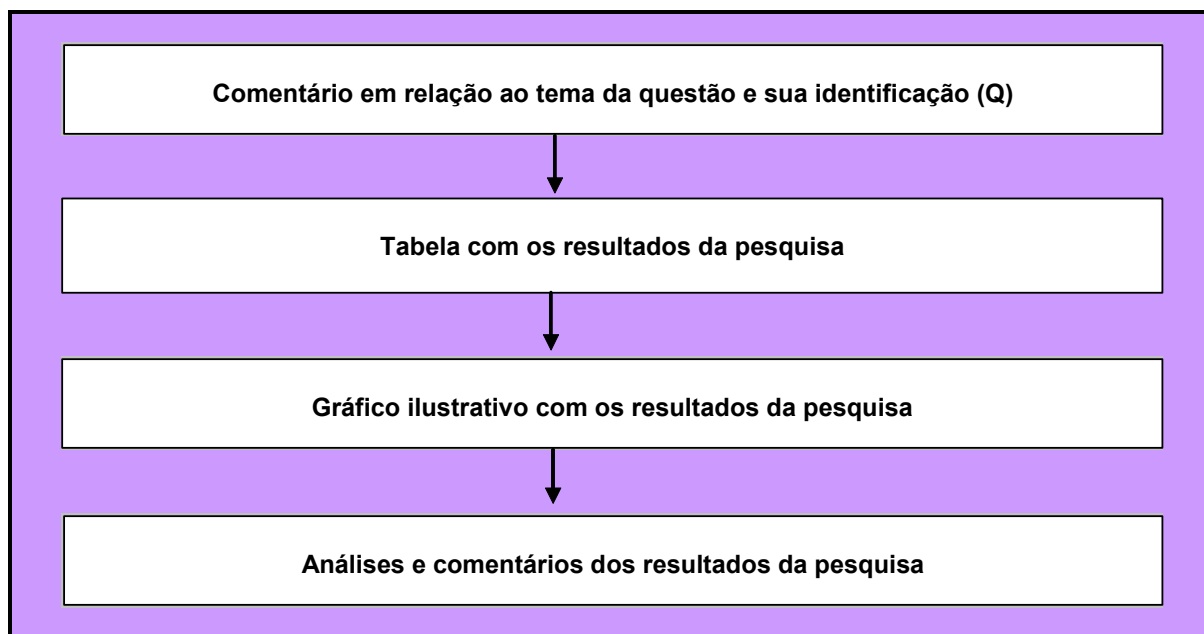 Comentário em relação ao tema da questão e sua identificação (Q)
Tabela com os resultados da pesquisa
Gráfico ilustrativo com os resultados da pesquisa
Análises e comentários dos resultados da pesquisa